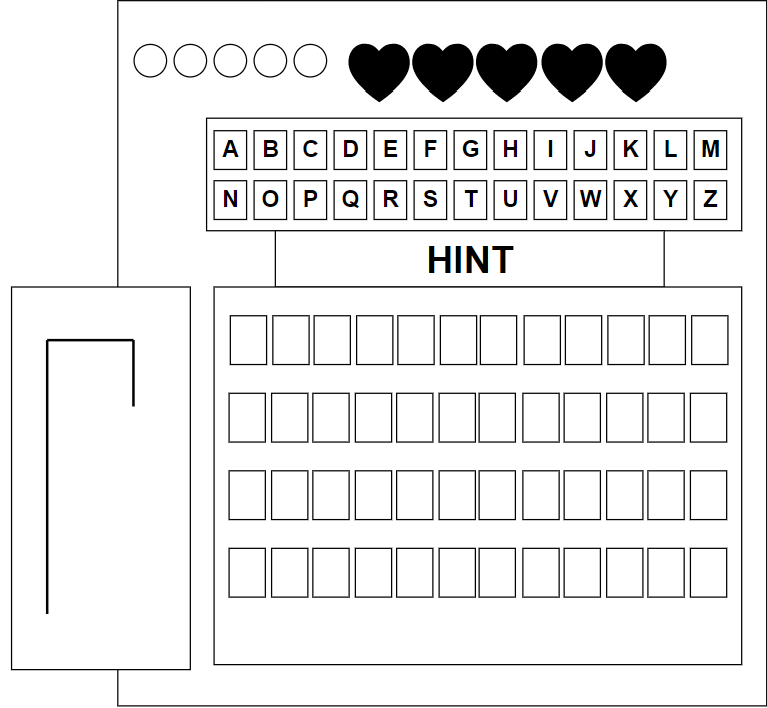 A B C D E F G H I J K L M
N O P Q R S T U V W X Y Z
HINT